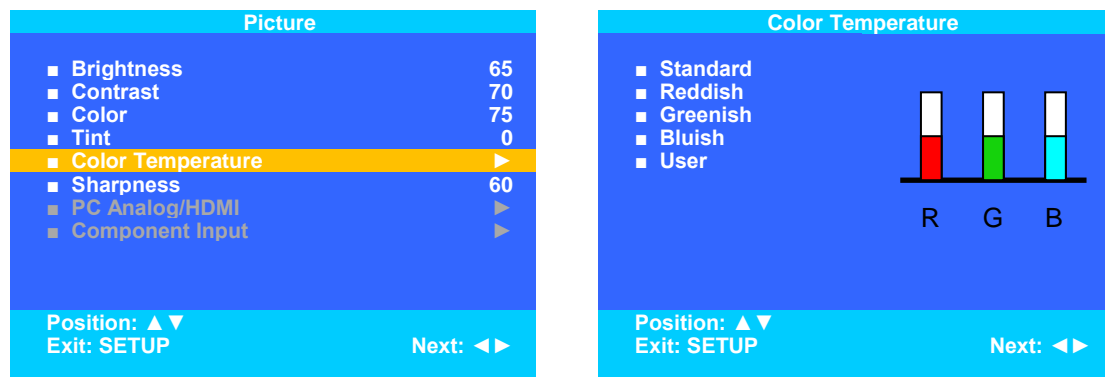 Picture
■ Brightness 65
■ Contrast 70
■ Color 75
■ Tint 0
■ Color Temperature ►
■ Sharpness 60
■ PC Analog/HDMI ►
■ Component Input ►
Position: ▲▼
Exit: SETUP Next: ◄►
Color Temperature
■ Standard
■ Reddish
■ Greenish
■ Bluish
■ User
R G B
Position: ▲▼
Exit: SETUP Next: ◄►